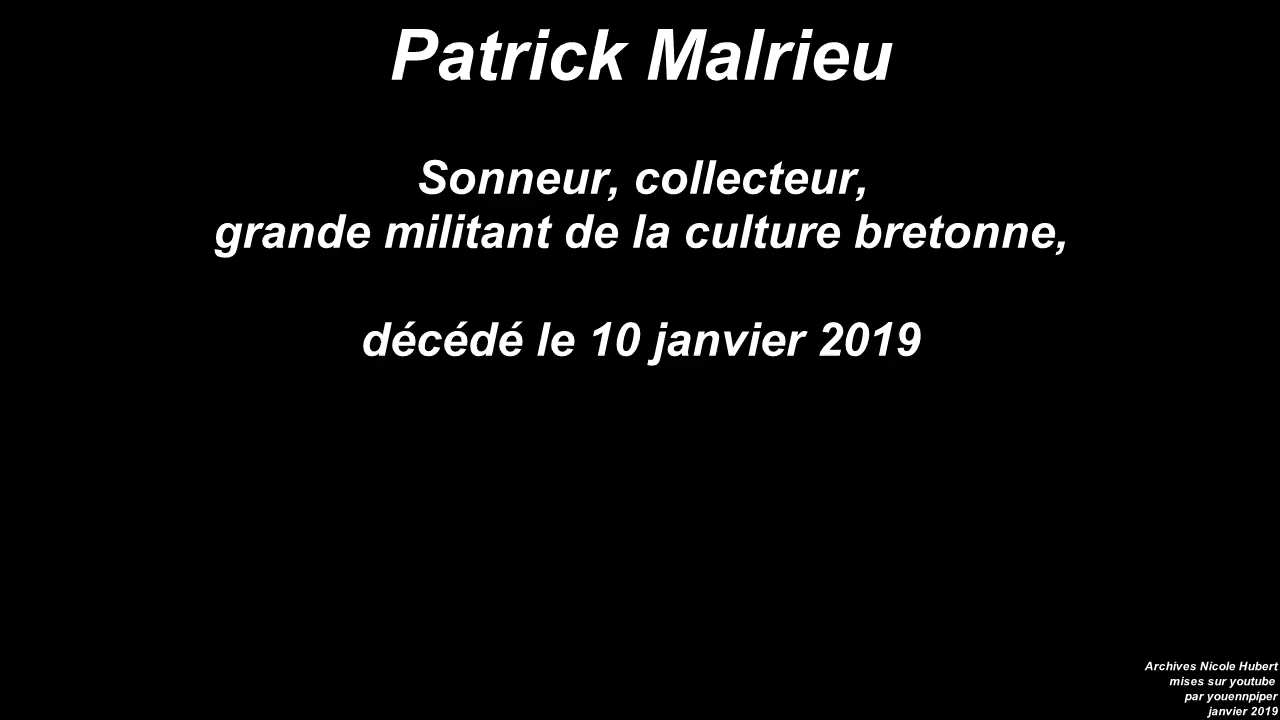 Patrick Malrieu
Sonneur, collecteur,
grande militant de la culture bretonne,
décédé le 10 janvier 2019
Archives Nicole Hubert
mises sur youtube
par youennpiper
janvier 2019